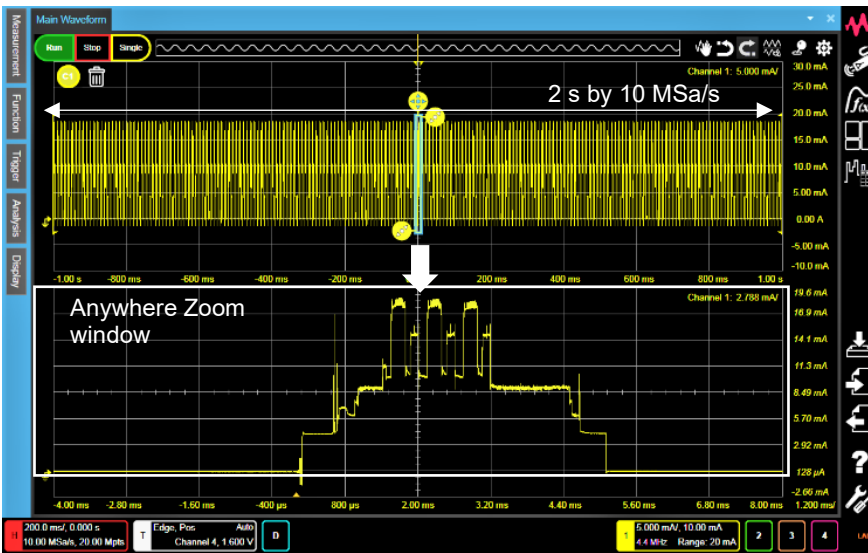 Main Waveform
Measurement
Function
Trigger
Analysis
Display
Run
Stop
Single
C1
Channel 1: 5.000 mA/
30.0 mA
25.0 mA
20.0 mA
15.0 mA
10.0 mA
5.00 mA
0.00 A
-5.00 mA
-10.0 mA
2 s by 10 MSa/s
-1.00 s
-800 ms
-600 ms
-400 ms
-200 ms
200 ms
400 ms
600 ms
800 ms
1.00 s
Anywhere Zoom
window
Channel 1: 2.788 mA/
19.6 mA
16.9 mA
14.1 mA
11.3 mA
8.49 mA
5.70 mA
2.92 mA
128 µA
-2.66 mA
-4.00 ms
-2.80 ms
-1.60 ms
-400 µs
800 µs
2.00 ms
3.20 ms
4.40 ms
5.60 ms
6.80 ms
8.00 ms
1.200 ms/
H
200.0 ms/, 0.000 s
10.00 MSa/s, 20.00 Mpts
T
Edge, Pos
Auto
Channel 4, 1.600 V
D
1
5.000 mA/, 10.00 mA
4.4 MHz
Range: 20 mA
2
3
4